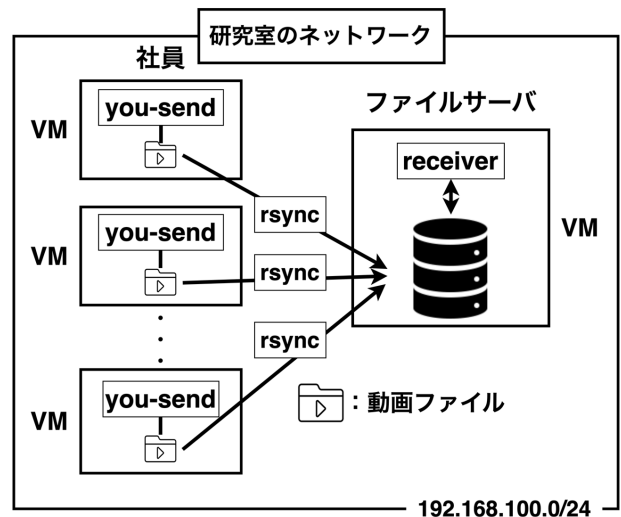 研究室のネットワーク
社員
VM
you-send
VM
you-send
VM
you-send
rsync
rsync
rsync
ファイルサーバ
receiver
VM
：動画ファイル
192.168.100.0/24